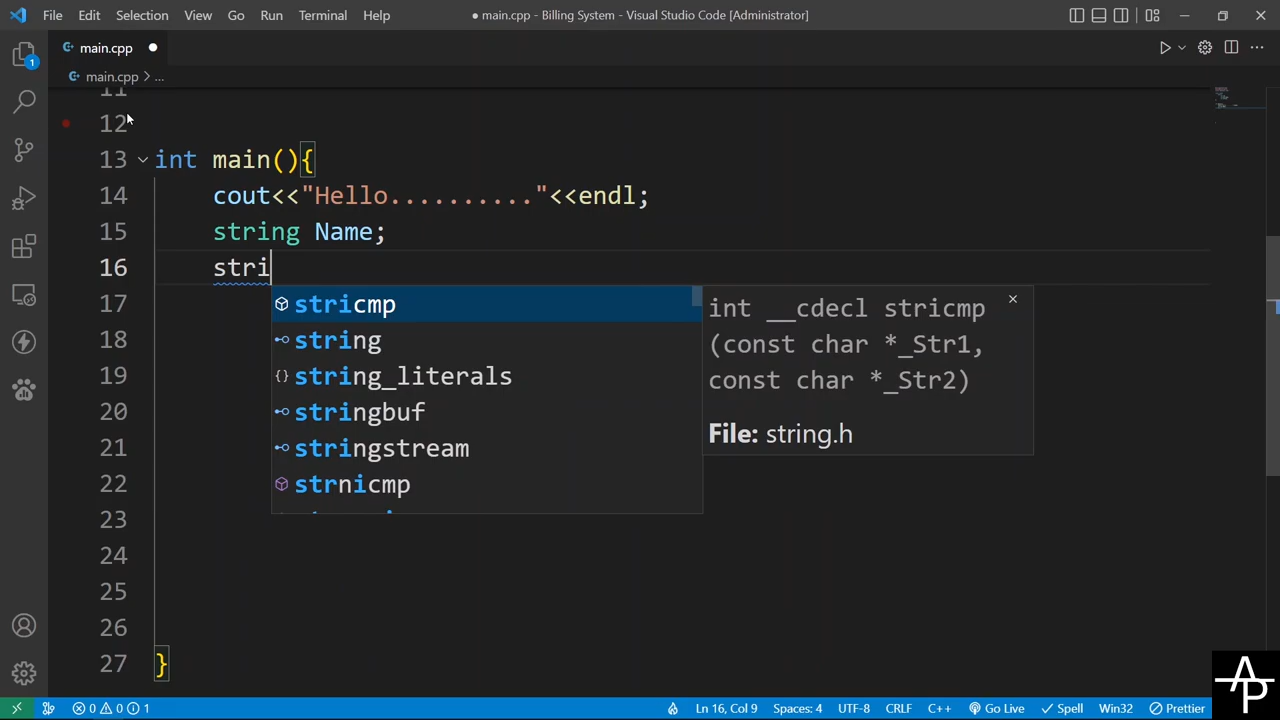 File Edit Selection View Go Run Terminal Help ● main.cpp - Billing System - Visual Studio Code [Administrator]
main.cpp ●
1
main.cpp > ...
11
12
13 int main(){
14 cout<<"Hello.........."<<endl;
15 string Name;
16 stri
17 stricmp
18 string
19 {} string_literals
20 stringbuf
21 stringstream
22 strnicmp
int __cdecl stricmp
(const char *_Str1,
const char *_Str2)
File: string.h
23
24
25
26
27 }
AP
0 0 1 Ln 16, Col 9 Spaces: 4 UTF-8 CRLF C++ Go Live Spell Win32 Prettier